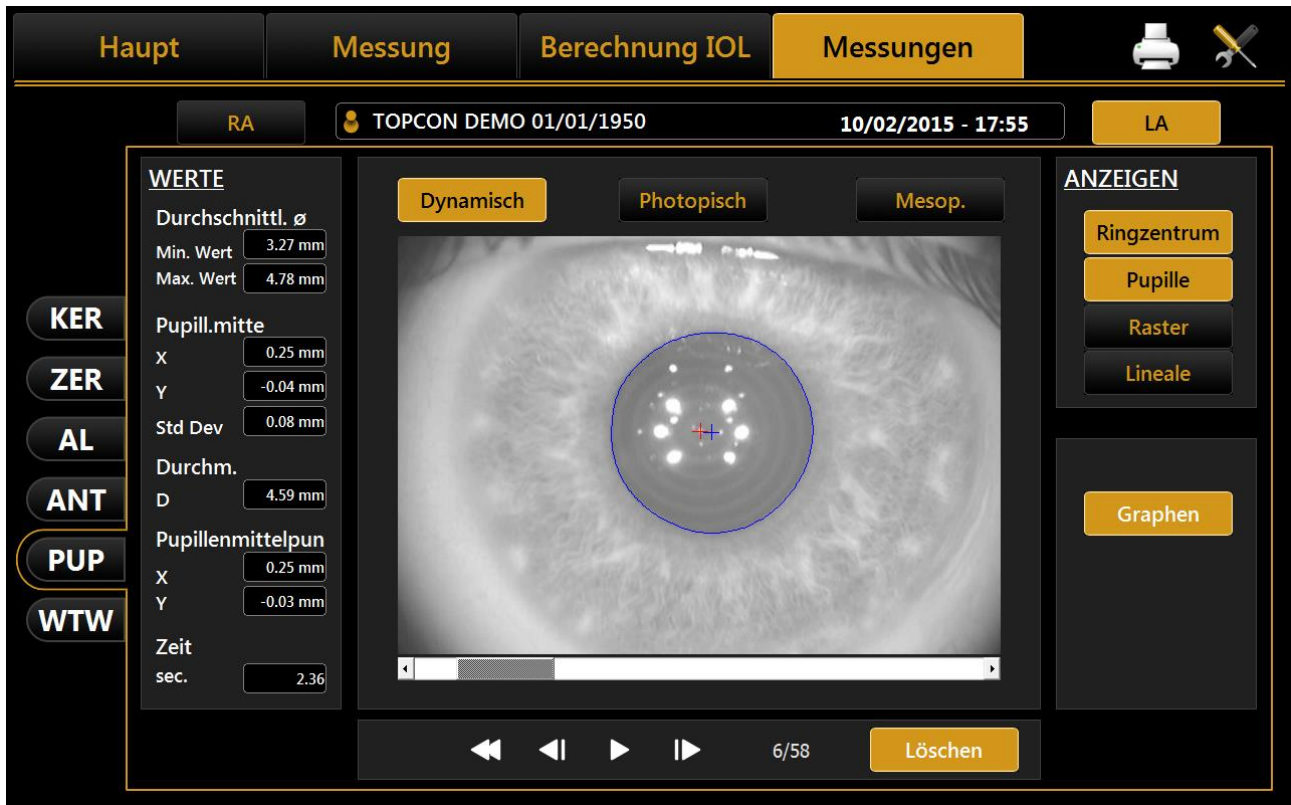 Haupt Messung Berechnung IOL Messungen
RA TOPCON DEMO 01/01/1950 10/02/2015 - 17:55 LA
WERTE
Durchschnittl. ø
Min. Wert 3.27 mm
Max. Wert 4.78 mm
Pupill.mitte
X 0.25 mm
Y -0.04 mm
Std Dev 0.08 mm
Durchm.
D 4.59 mm
Pupillenmittelpun
X 0.25 mm
Y -0.03 mm
Zeit
sec. 2.36
KER
ZER
AL
ANT
PUP
WTW
Dynamisch Photopisch Mesop.
6/58 Löschen
ANZEIGEN
Ringzentrum
Pupille
Raster
Lineale
Graphen